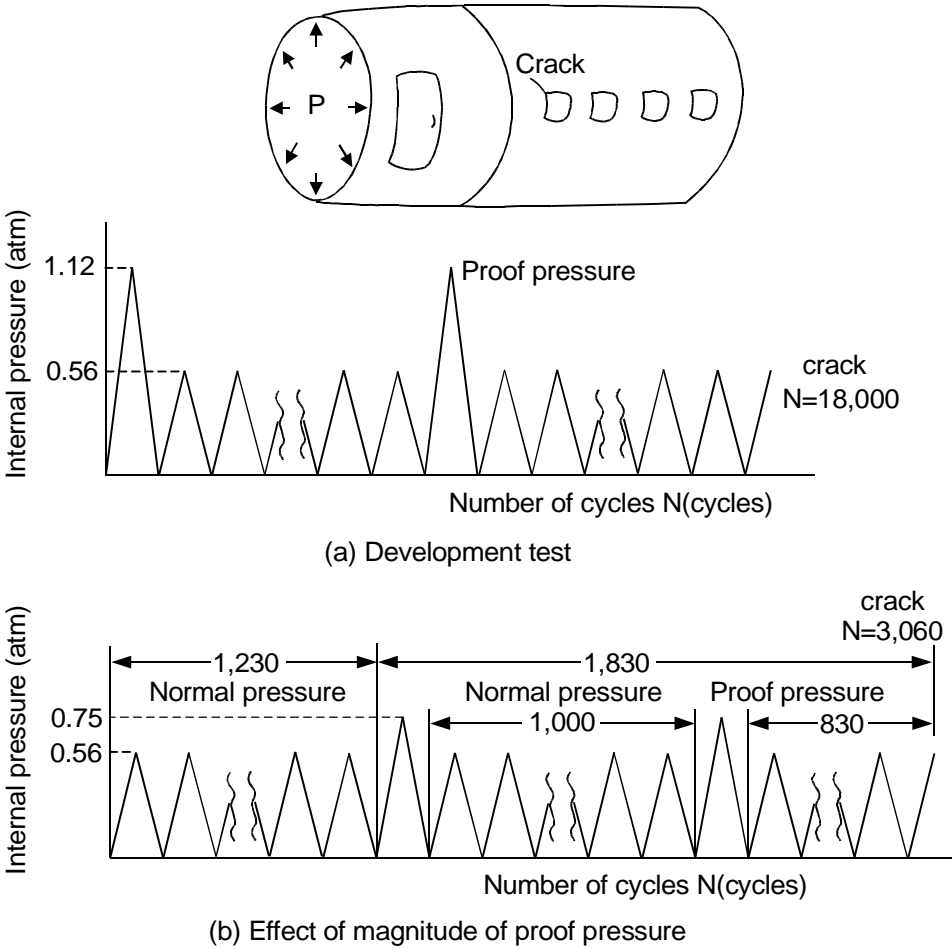 Crack
P
Internal pressure (atm)
1.12
Proof pressure
0.56
crack
N=18,000
Number of cycles N(cycles)
(a) Development test
Internal pressure (atm)
crack
N=3,060
1,230
1,830
Normal pressure
Normal pressure
Proof pressure
0.75
1,000
830
0.56
Number of cycles N(cycles)
(b) Effect of magnitude of proof pressure